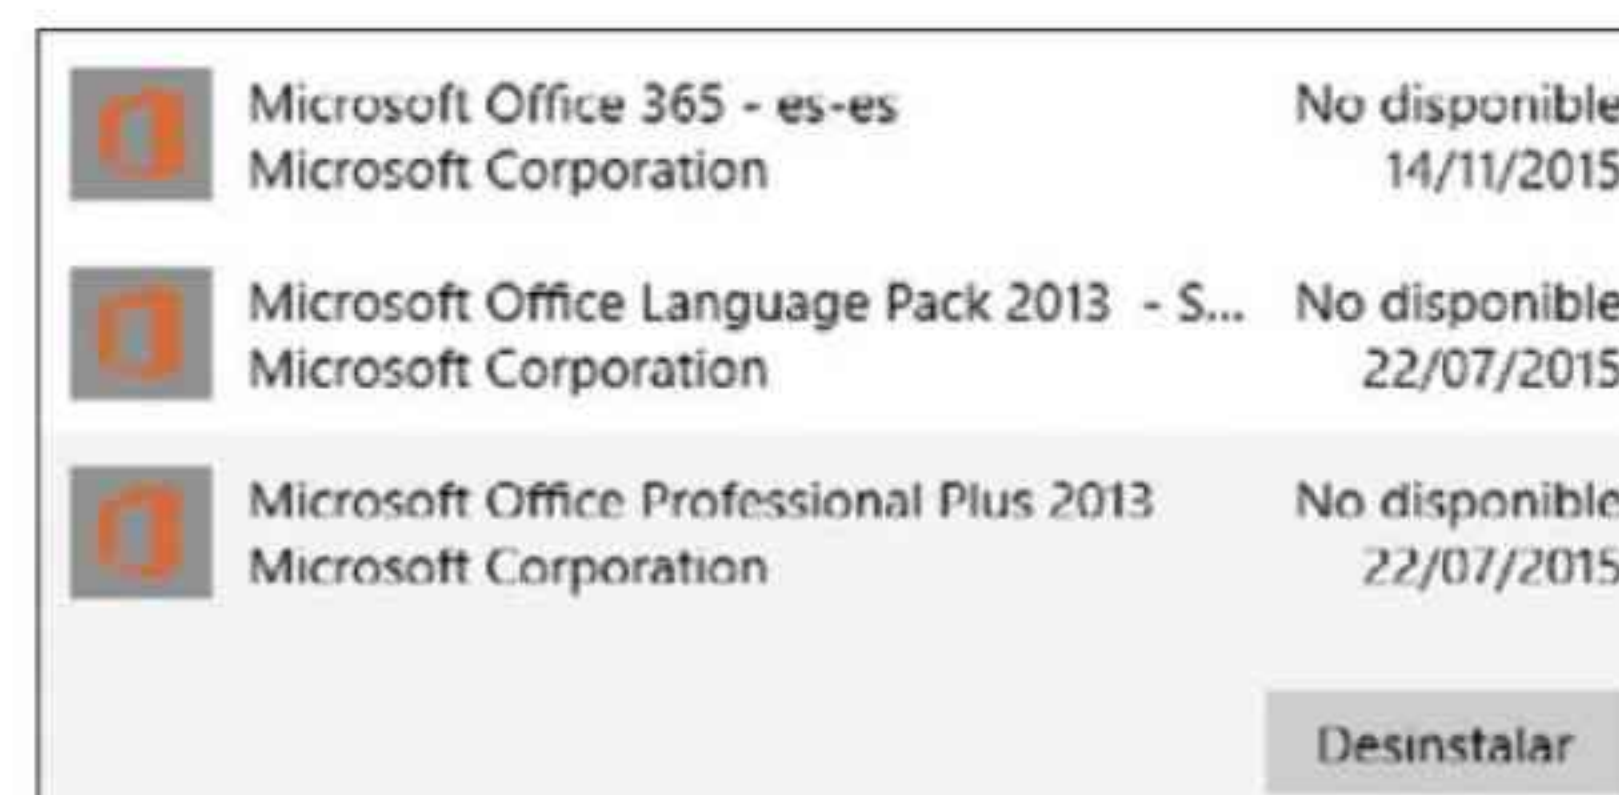 Microsoft Office 365 - es-es No disponible
Microsoft Corporation 14/11/2015
Microsoft Office Language Pack 2013 - S... No disponible
Microsoft Corporation 22/07/2015
Microsoft Office Professional Plus 2013 No disponible
Microsoft Corporation 22/07/2015
Desinstalar